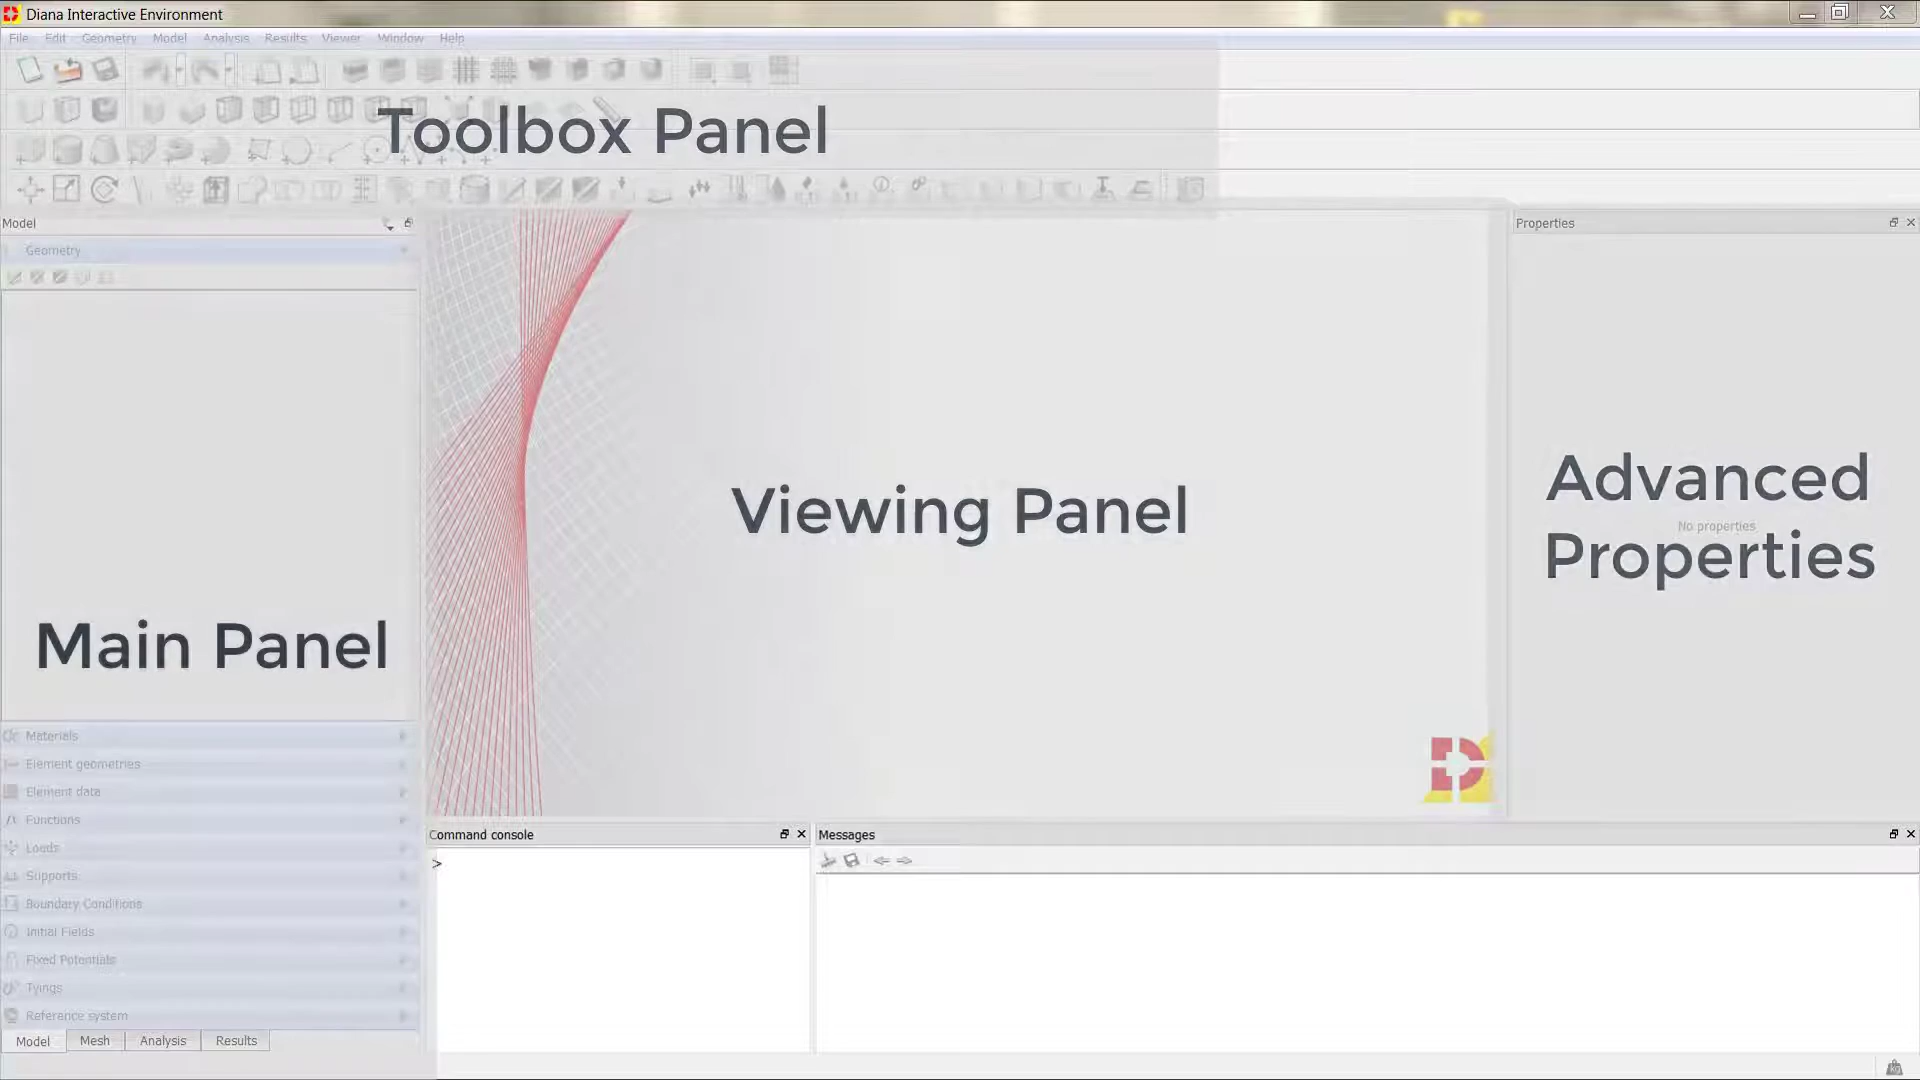 Diana Interactive Environment
File Edit Geometry Model Analysis Results Viewer Window Help
Toolbox Panel
Model
Properties
Geometry
Viewing Panel
Advanced
No properties
Properties
Main Panel
Materials
Element geometries
Element data
Functions
Loads
Supports
Boundary Conditions
Initial Fields
Fixed Potentials
Tyings
Reference system
Model Mesh Analysis Results
Command console
>
Messages